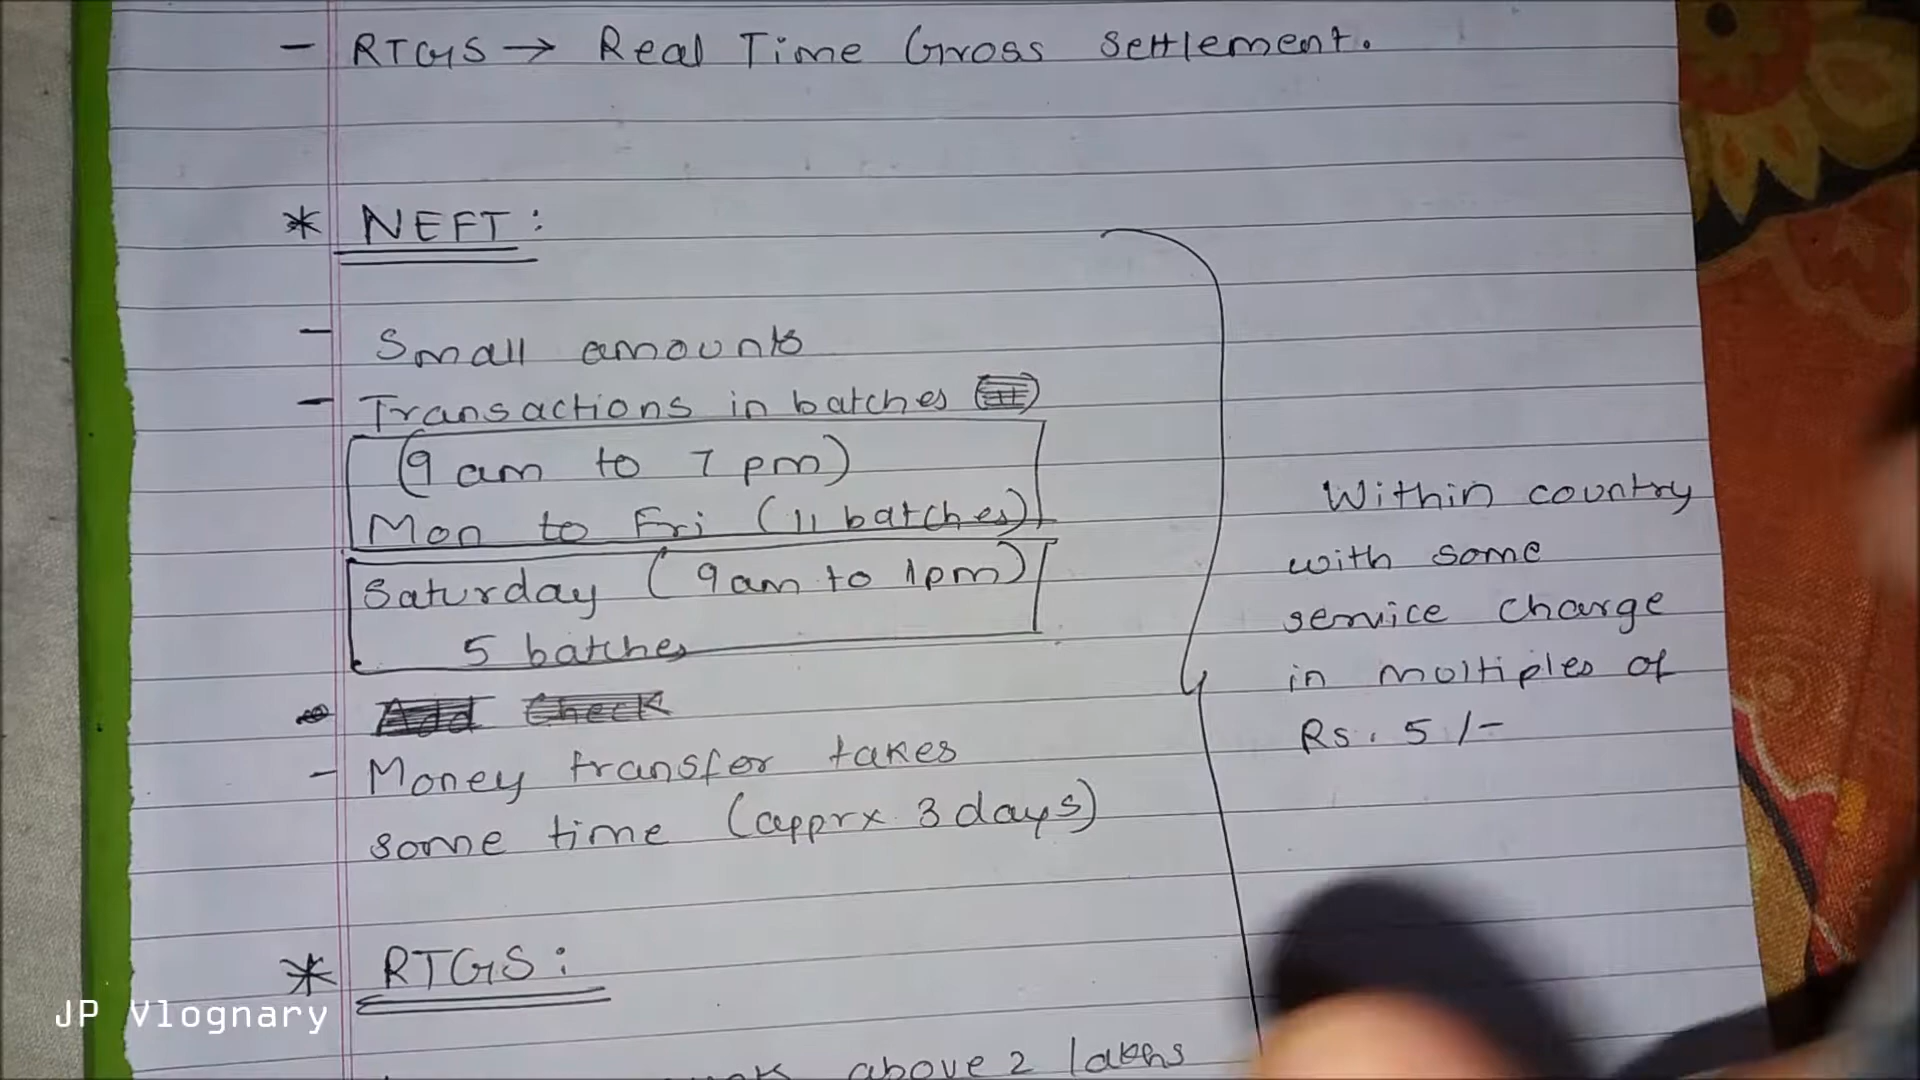 - RTGS → Real Time Gross Settlement.
* NEFT :
- Small amounts
- Transactions in batches
(9 am to 7 pm)
Mon to Fri (11 batches)
Saturday (9am to 1pm)
5 batches
Add Check
- Money transfer takes
some time (apprx 3 days)
Within country
with some
service charge
in multiples of
Rs. 5 /-
* RTGS :
above 2 lakhs
JP Vlognary